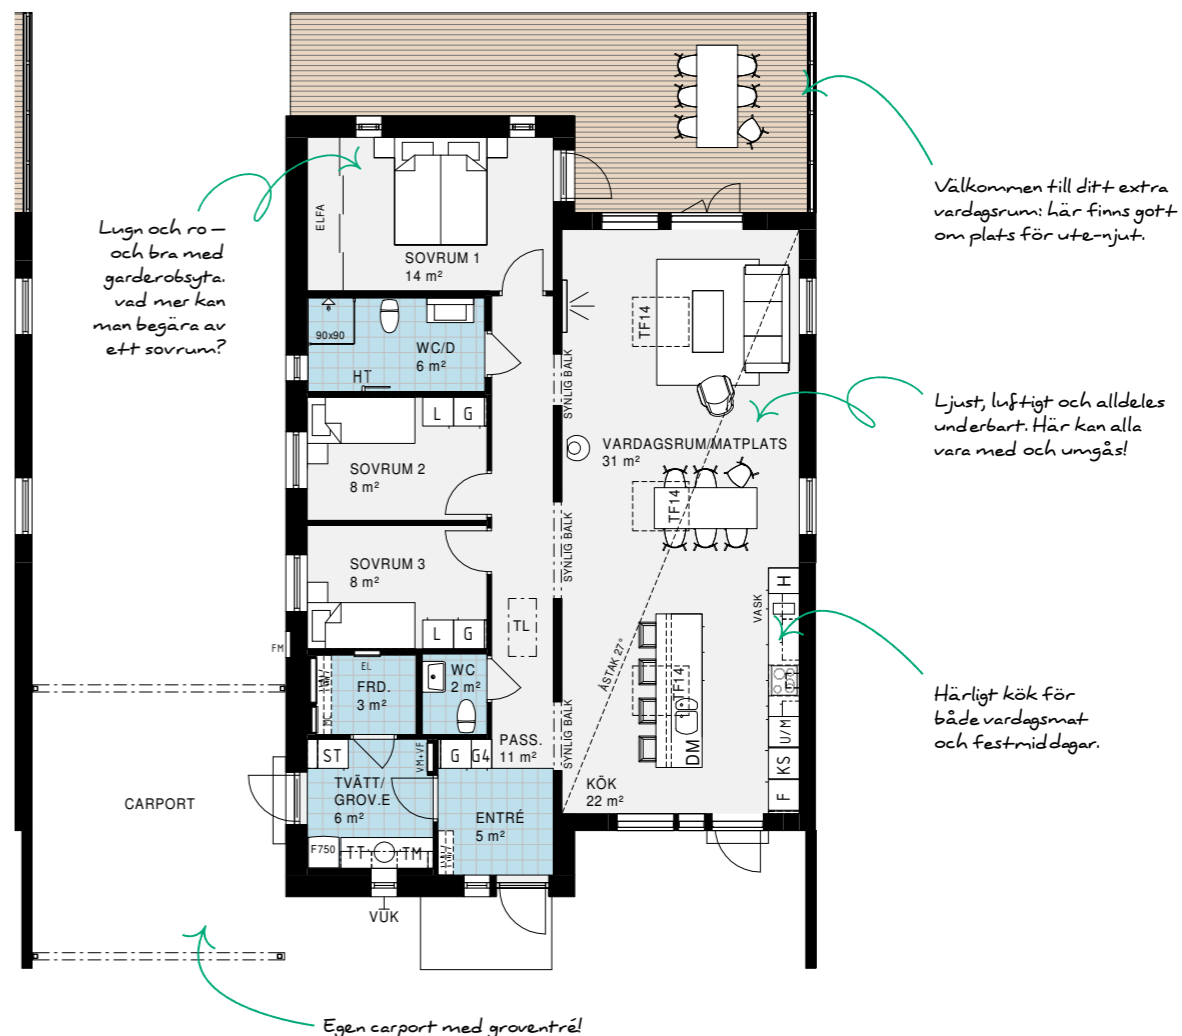 Välkommen till ditt extra
vardagsrum: här finns gott
om plats för ute-njut.
Lugn och ro –
och bra med
garderobsyta.
vad mer kan
man begära av
ett sovrum?
ELFA
SOVRUM 1
14 m²
90x90
WC/D
6 m²
HT
TF14
SYNLIG BALK
L
G
SOVRUM 2
8 m²
VARDAGSRUM/MATPLATS
31 m²
Ljust, luftigt och alldeles
underbart. Här kan alla
vara med och umgås!
TF14
SYNLIG BALK
SOVRUM 3
8 m²
L
G
TL
H
VASK
FM
EL
FRD.
3 m²
WC
2 m²
ÅSTAK 27°
TF14
DM
U/M
KS
F
Härligt kök för
både vardagsmat
och festmiddagar.
SYNLIG BALK
PASS.
11 m²
ST
VM+VF
G
G4
TVÄTT/
GROV.E
6 m²
KÖK
22 m²
CARPORT
ENTRÉ
5 m²
F750
TT
TM
VUK
Egen carport med groventré!